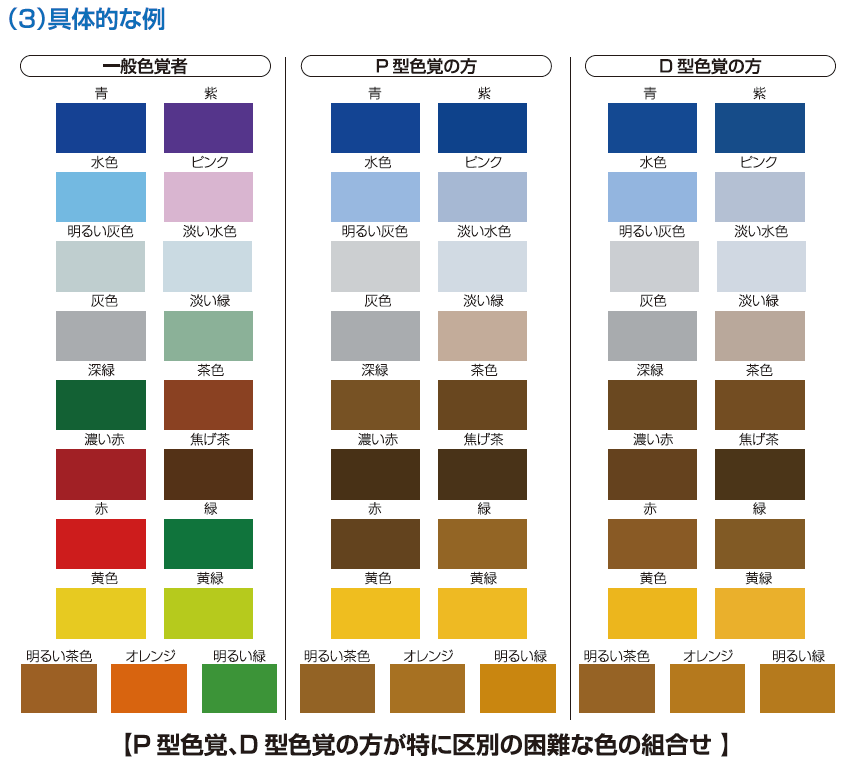 (3)具体的な例
一般色覚者
青 紫
水色 ピンク
明るい灰色 淡い水色
灰色 淡い緑
深緑 茶色
濃い赤 焦げ茶
赤 緑
黄色 黄緑
明るい茶色 オレンジ 明るい緑
P型色覚の方
青 紫
水色 ピンク
明るい灰色 淡い水色
灰色 淡い緑
深緑 茶色
濃い赤 焦げ茶
赤 緑
黄色 黄緑
明るい茶色 オレンジ 明るい緑
D型色覚の方
青 紫
水色 ピンク
明るい灰色 淡い水色
灰色 淡い緑
深緑 茶色
濃い赤 焦げ茶
赤 緑
黄色 黄緑
明るい茶色 オレンジ 明るい緑
【P型色覚、D型色覚の方が特に区別の困難な色の組合せ】